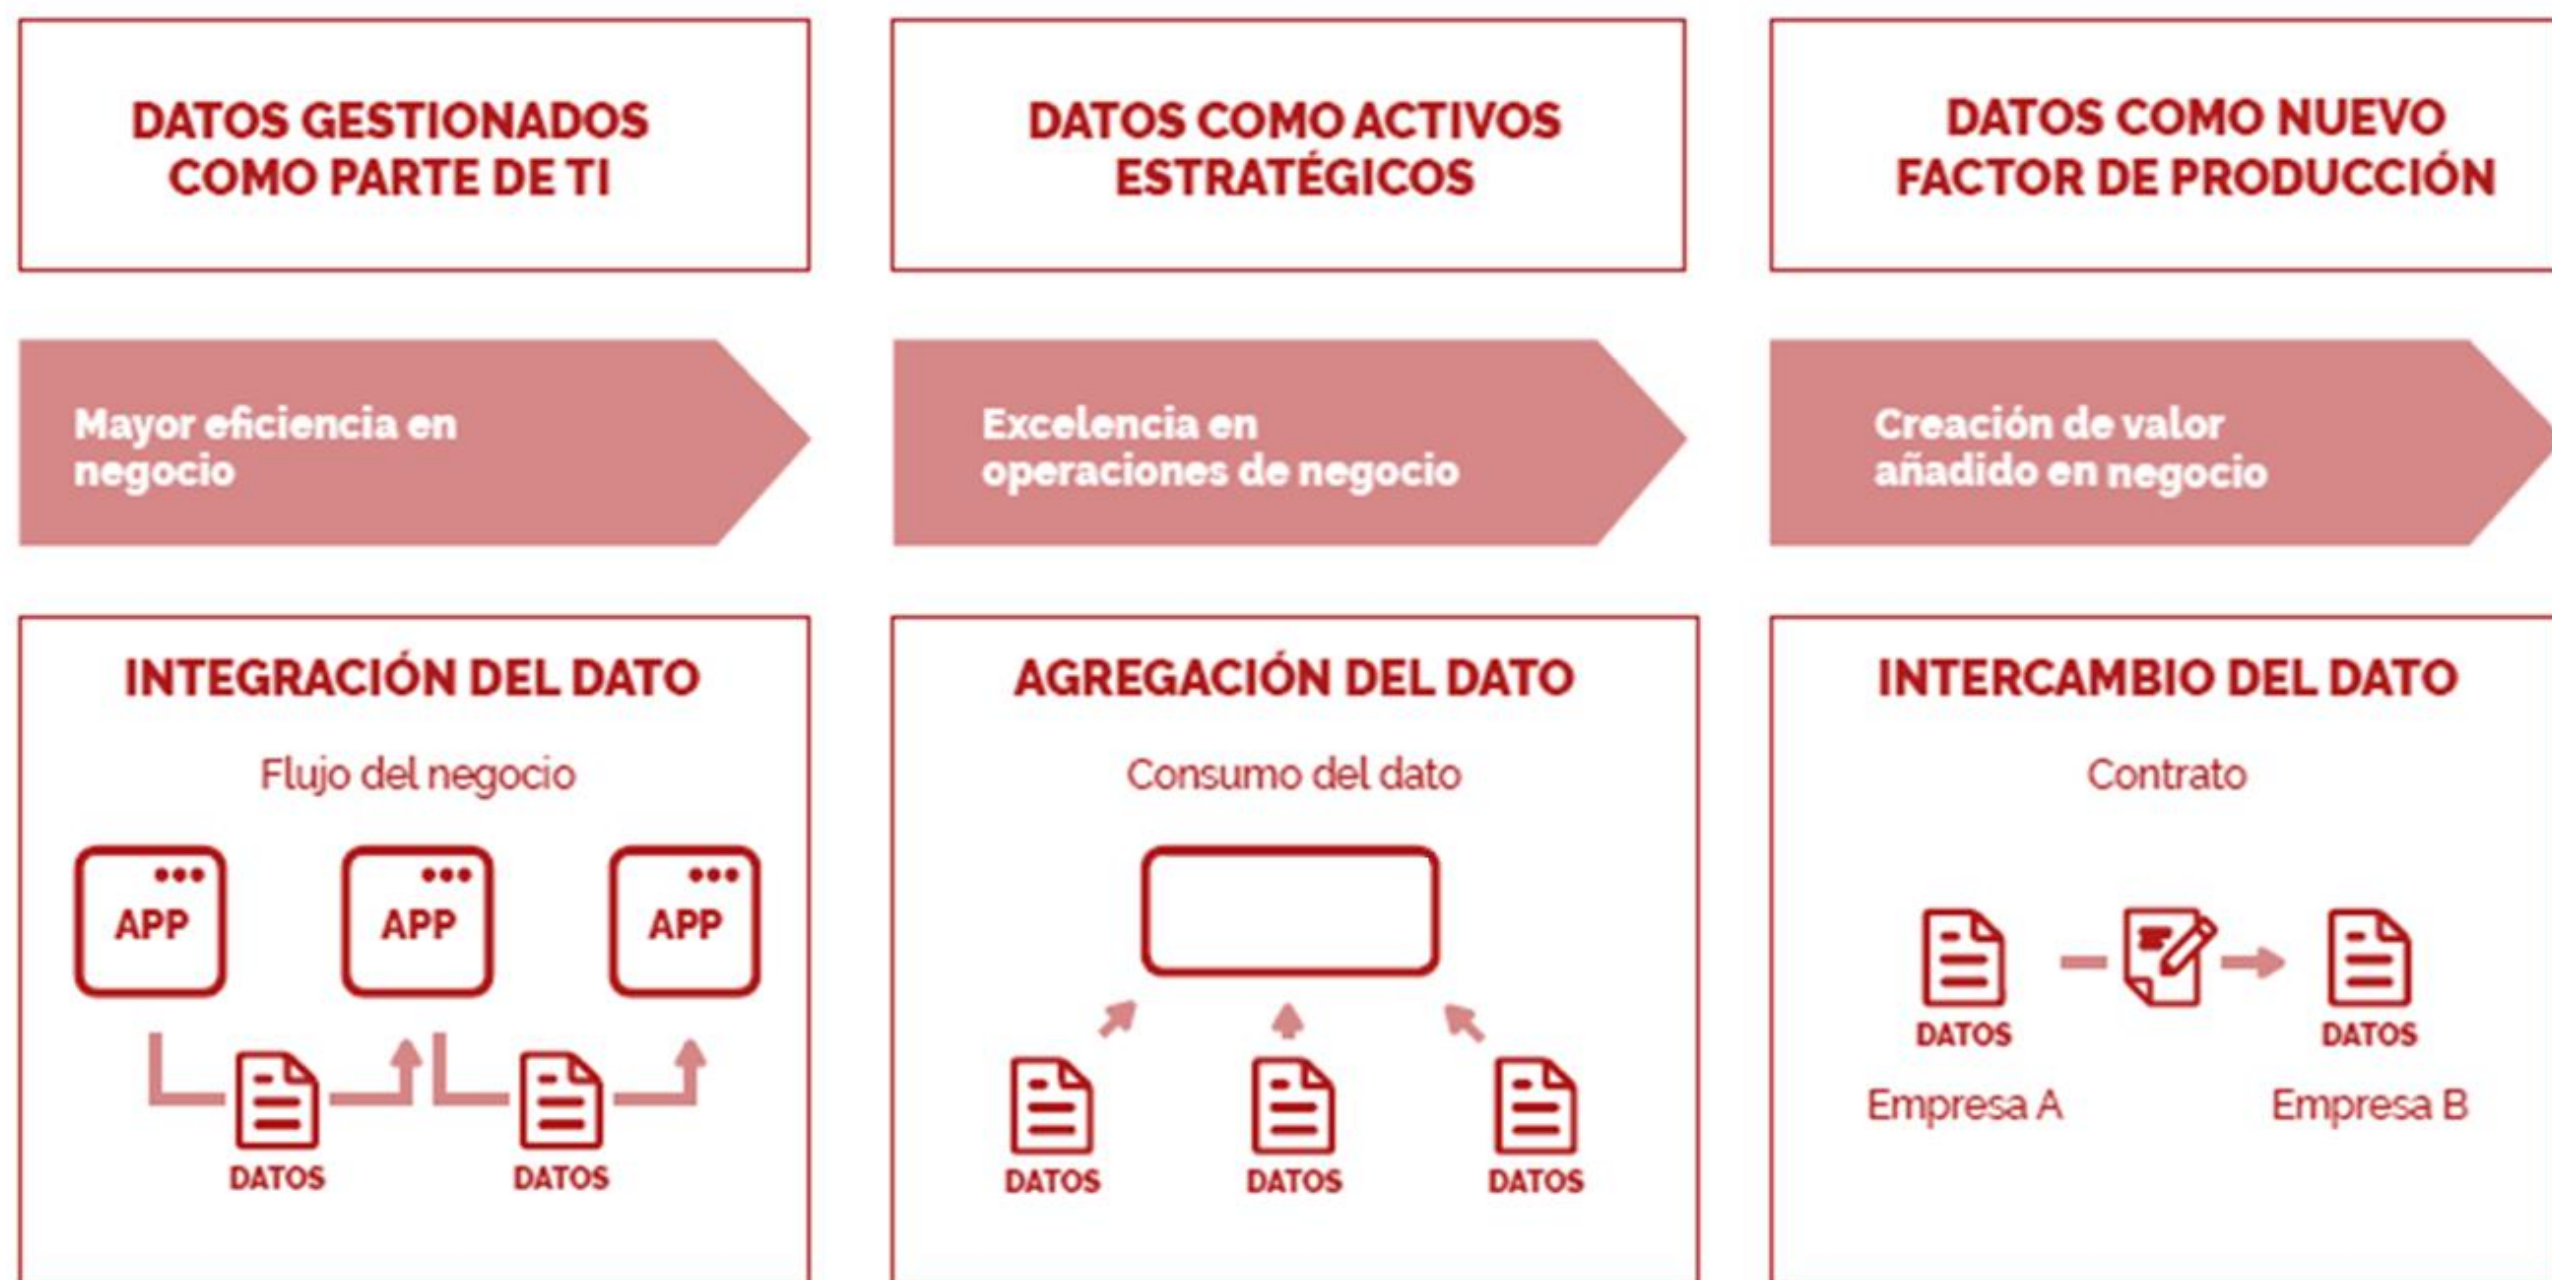 DATOS GESTIONADOS
COMO PARTE DE TI
DATOS COMO ACTIVOS
ESTRATÉGICOS
DATOS COMO NUEVO
FACTOR DE PRODUCCIÓN
Mayor eficiencia en
negocio
Excelencia en
operaciones de negocio
Creación de valor
añadido en negocio
INTEGRACIÓN DEL DATO
Flujo del negocio
APP
APP
APP
DATOS
DATOS
AGREGACIÓN DEL DATO
Consumo del dato
DATOS
DATOS
DATOS
INTERCAMBIO DEL DATO
Contrato
DATOS
DATOS
Empresa A
Empresa B